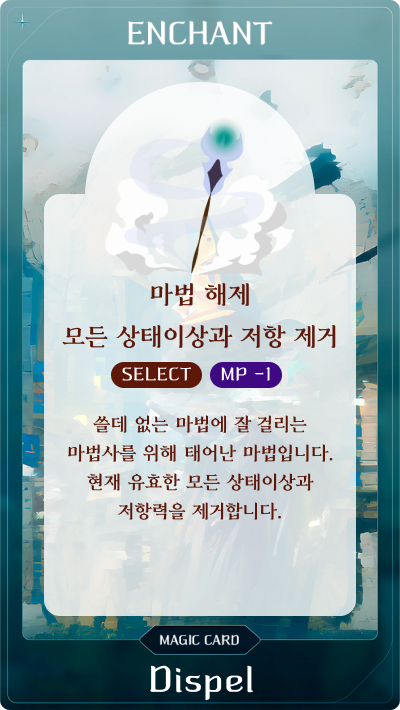 ENCHANT
마법 해제
모든 상태이상과 저항 제거
SELECT MP -1
쓸데 없는 마법에 잘 걸리는
마법사를 위해 태어난 마법입니다.
현재 유효한 모든 상태이상과
저항력을 제거합니다.
MAGIC CARD
Dispel